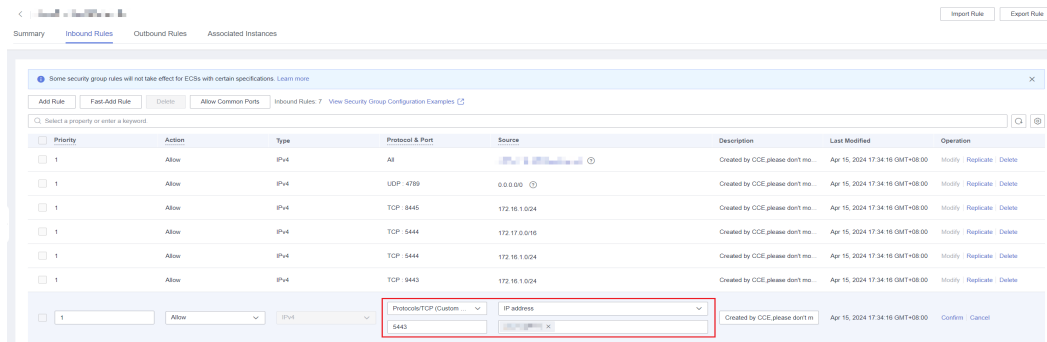 Import Rule Export Rule
Summary Inbound Rules Outbound Rules Associated Instances
Some security group rules will not take effect for ECSs with certain specifications. Learn more
Add Rule Fast-Add Rule Delete Allow Common Ports Inbound Rules: 7 View Security Group Configuration Examples
Select a property or enter a keyword.
Priority Action Type Protocol & Port Source Description Last Modified Operation
1 Allow IPv4 All Created by CCE,please don't mo... Apr 15, 2024 17:34:16 GMT+08:00 Modify Replicate Delete
1 Allow IPv4 UDP : 4789 0.0.0.0/0 Created by CCE,please don't mo... Apr 15, 2024 17:34:16 GMT+08:00 Modify Replicate Delete
1 Allow IPv4 TCP : 8445 172.16.1.0/24 Created by CCE,please don't mo... Apr 15, 2024 17:34:16 GMT+08:00 Modify Replicate Delete
1 Allow IPv4 TCP : 5444 172.17.0.0/16 Created by CCE,please don't mo... Apr 15, 2024 17:34:16 GMT+08:00 Modify Replicate Delete
1 Allow IPv4 TCP : 5444 172.16.1.0/24 Created by CCE,please don't mo... Apr 15, 2024 17:34:16 GMT+08:00 Modify Replicate Delete
1 Allow IPv4 TCP : 9443 172.16.1.0/24 Created by CCE,please don't mo... Apr 15, 2024 17:34:16 GMT+08:00 Modify Replicate Delete
Protocols/TCP (Custom ... IP address
1 Allow IPv4 Created by CCE,please don't m Apr 15, 2024 17:34:16 GMT+08:00 Confirm Cancel
5443